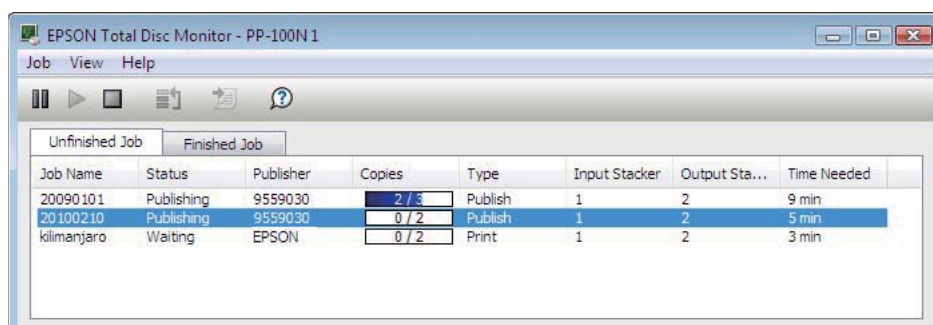 EPSON Total Disc Monitor - PP-100N 1
Job View Help
Unfinished Job Finished Job
Job Name Status Publisher Copies Type Input Stacker Output Sta... Time Needed
20090101 Publishing 9559030 2 / 3 Publish 1 2 9 min
20100210 Publishing 9559030 0 / 2 Publish 1 2 5 min
kilimanjaro Waiting EPSON 0 / 2 Print 1 2 3 min